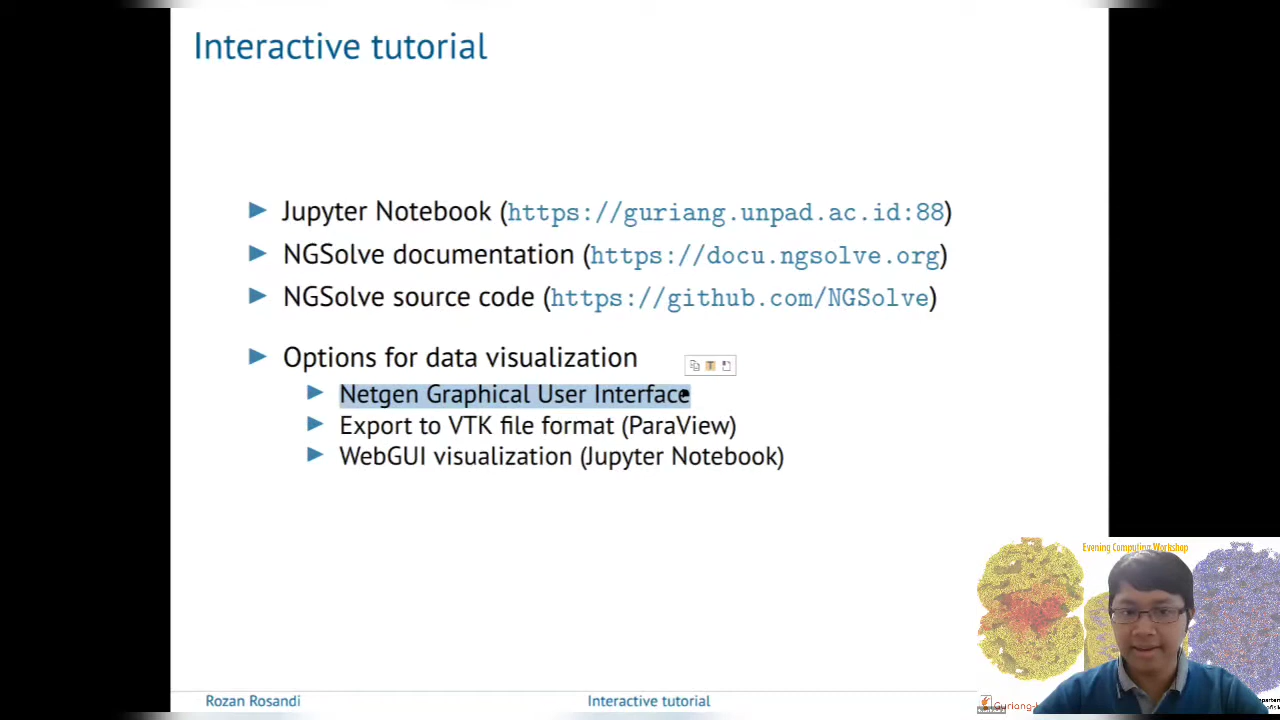 Interactive tutorial
Jupyter Notebook (https://guriang.unpad.ac.id:88)
NGSolve documentation (https://docu.ngsolve.org)
NGSolve source code (https://github.com/NGSolve)
Options for data visualization
Netgen Graphical User Interface
Export to VTK file format (ParaView)
WebGUI visualization (Jupyter Notebook)
Evening Computing Workshop
Rozan Rosandi
Interactive tutorial